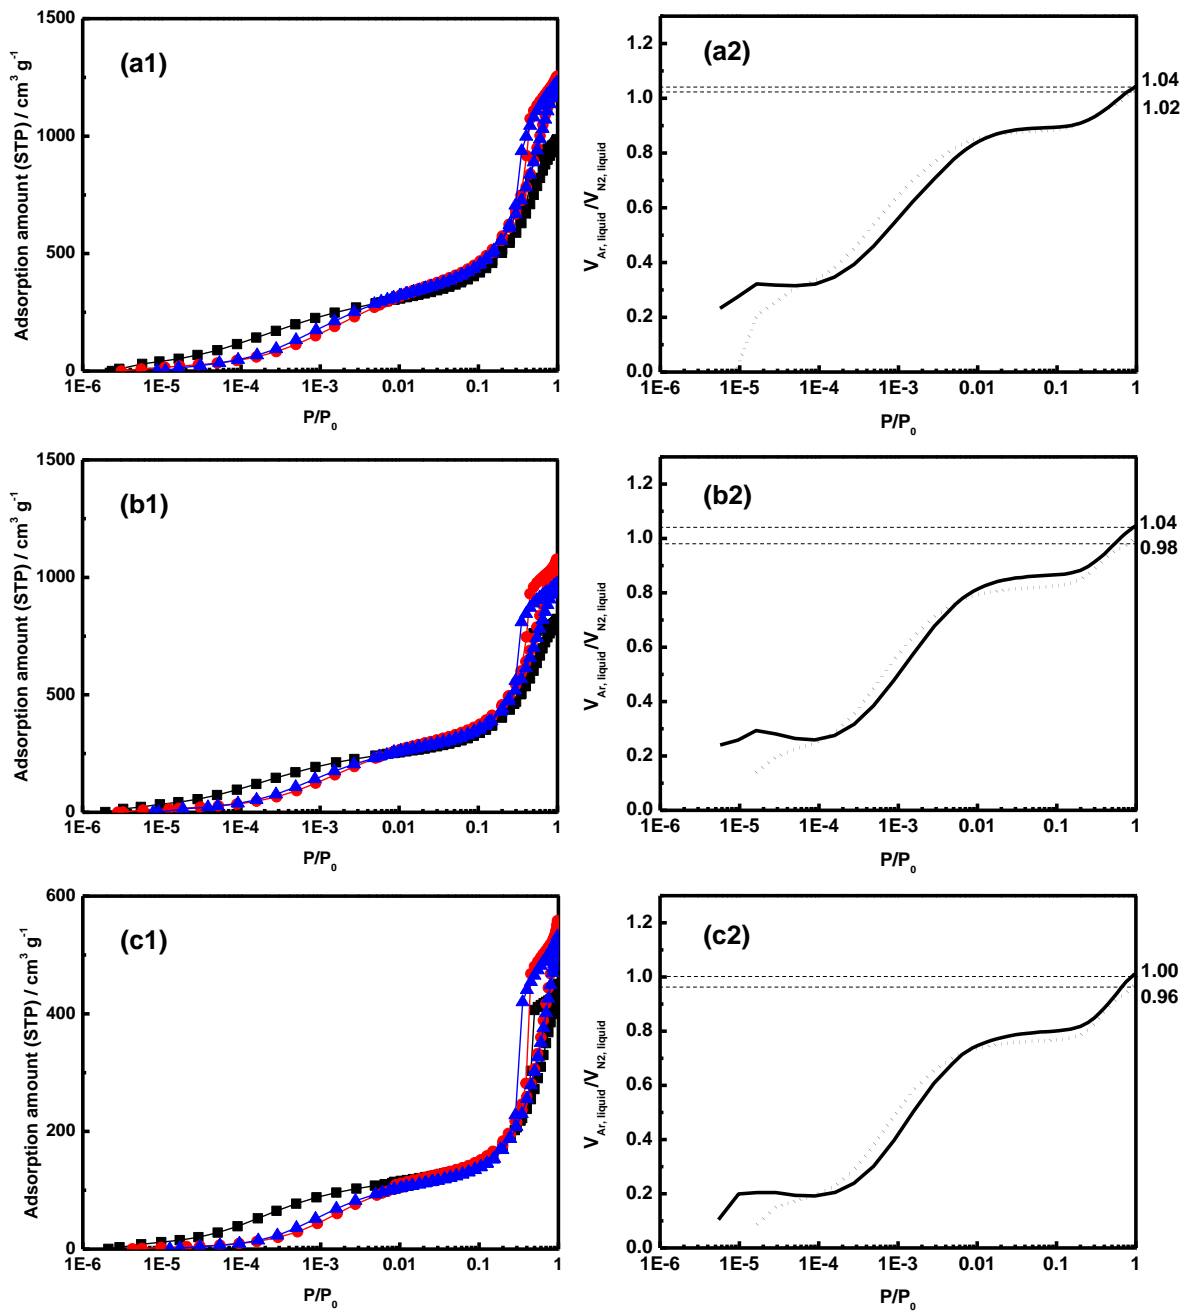 (a1)
Adsorption amount (STP) / cm³ g⁻¹
1500
1000
500
0
1E-6 1E-5 1E-4 1E-3 0.01 0.1 1
P/P₀
(a2)
V_Ar, liquid/V_N2, liquid
1.2
1.0
0.8
0.6
0.4
0.2
0.0
1.04
1.02
1E-6 1E-5 1E-4 1E-3 0.01 0.1 1
P/P₀
(b1)
Adsorption amount (STP) / cm³ g⁻¹
1500
1000
500
0
1E-6 1E-5 1E-4 1E-3 0.01 0.1 1
P/P₀
(b2)
V_Ar, liquid/V_N2, liquid
1.2
1.0
0.8
0.6
0.4
0.2
0.0
1.04
0.98
1E-6 1E-5 1E-4 1E-3 0.01 0.1 1
P/P₀
(c1)
Adsorption amount (STP) / cm³ g⁻¹
600
400
200
0
1E-6 1E-5 1E-4 1E-3 0.01 0.1 1
P/P₀
(c2)
V_Ar, liquid/V_N2, liquid
1.2
1.0
0.8
0.6
0.4
0.2
0.0
1.00
0.96
1E-6 1E-5 1E-4 1E-3 0.01 0.1 1
P/P₀